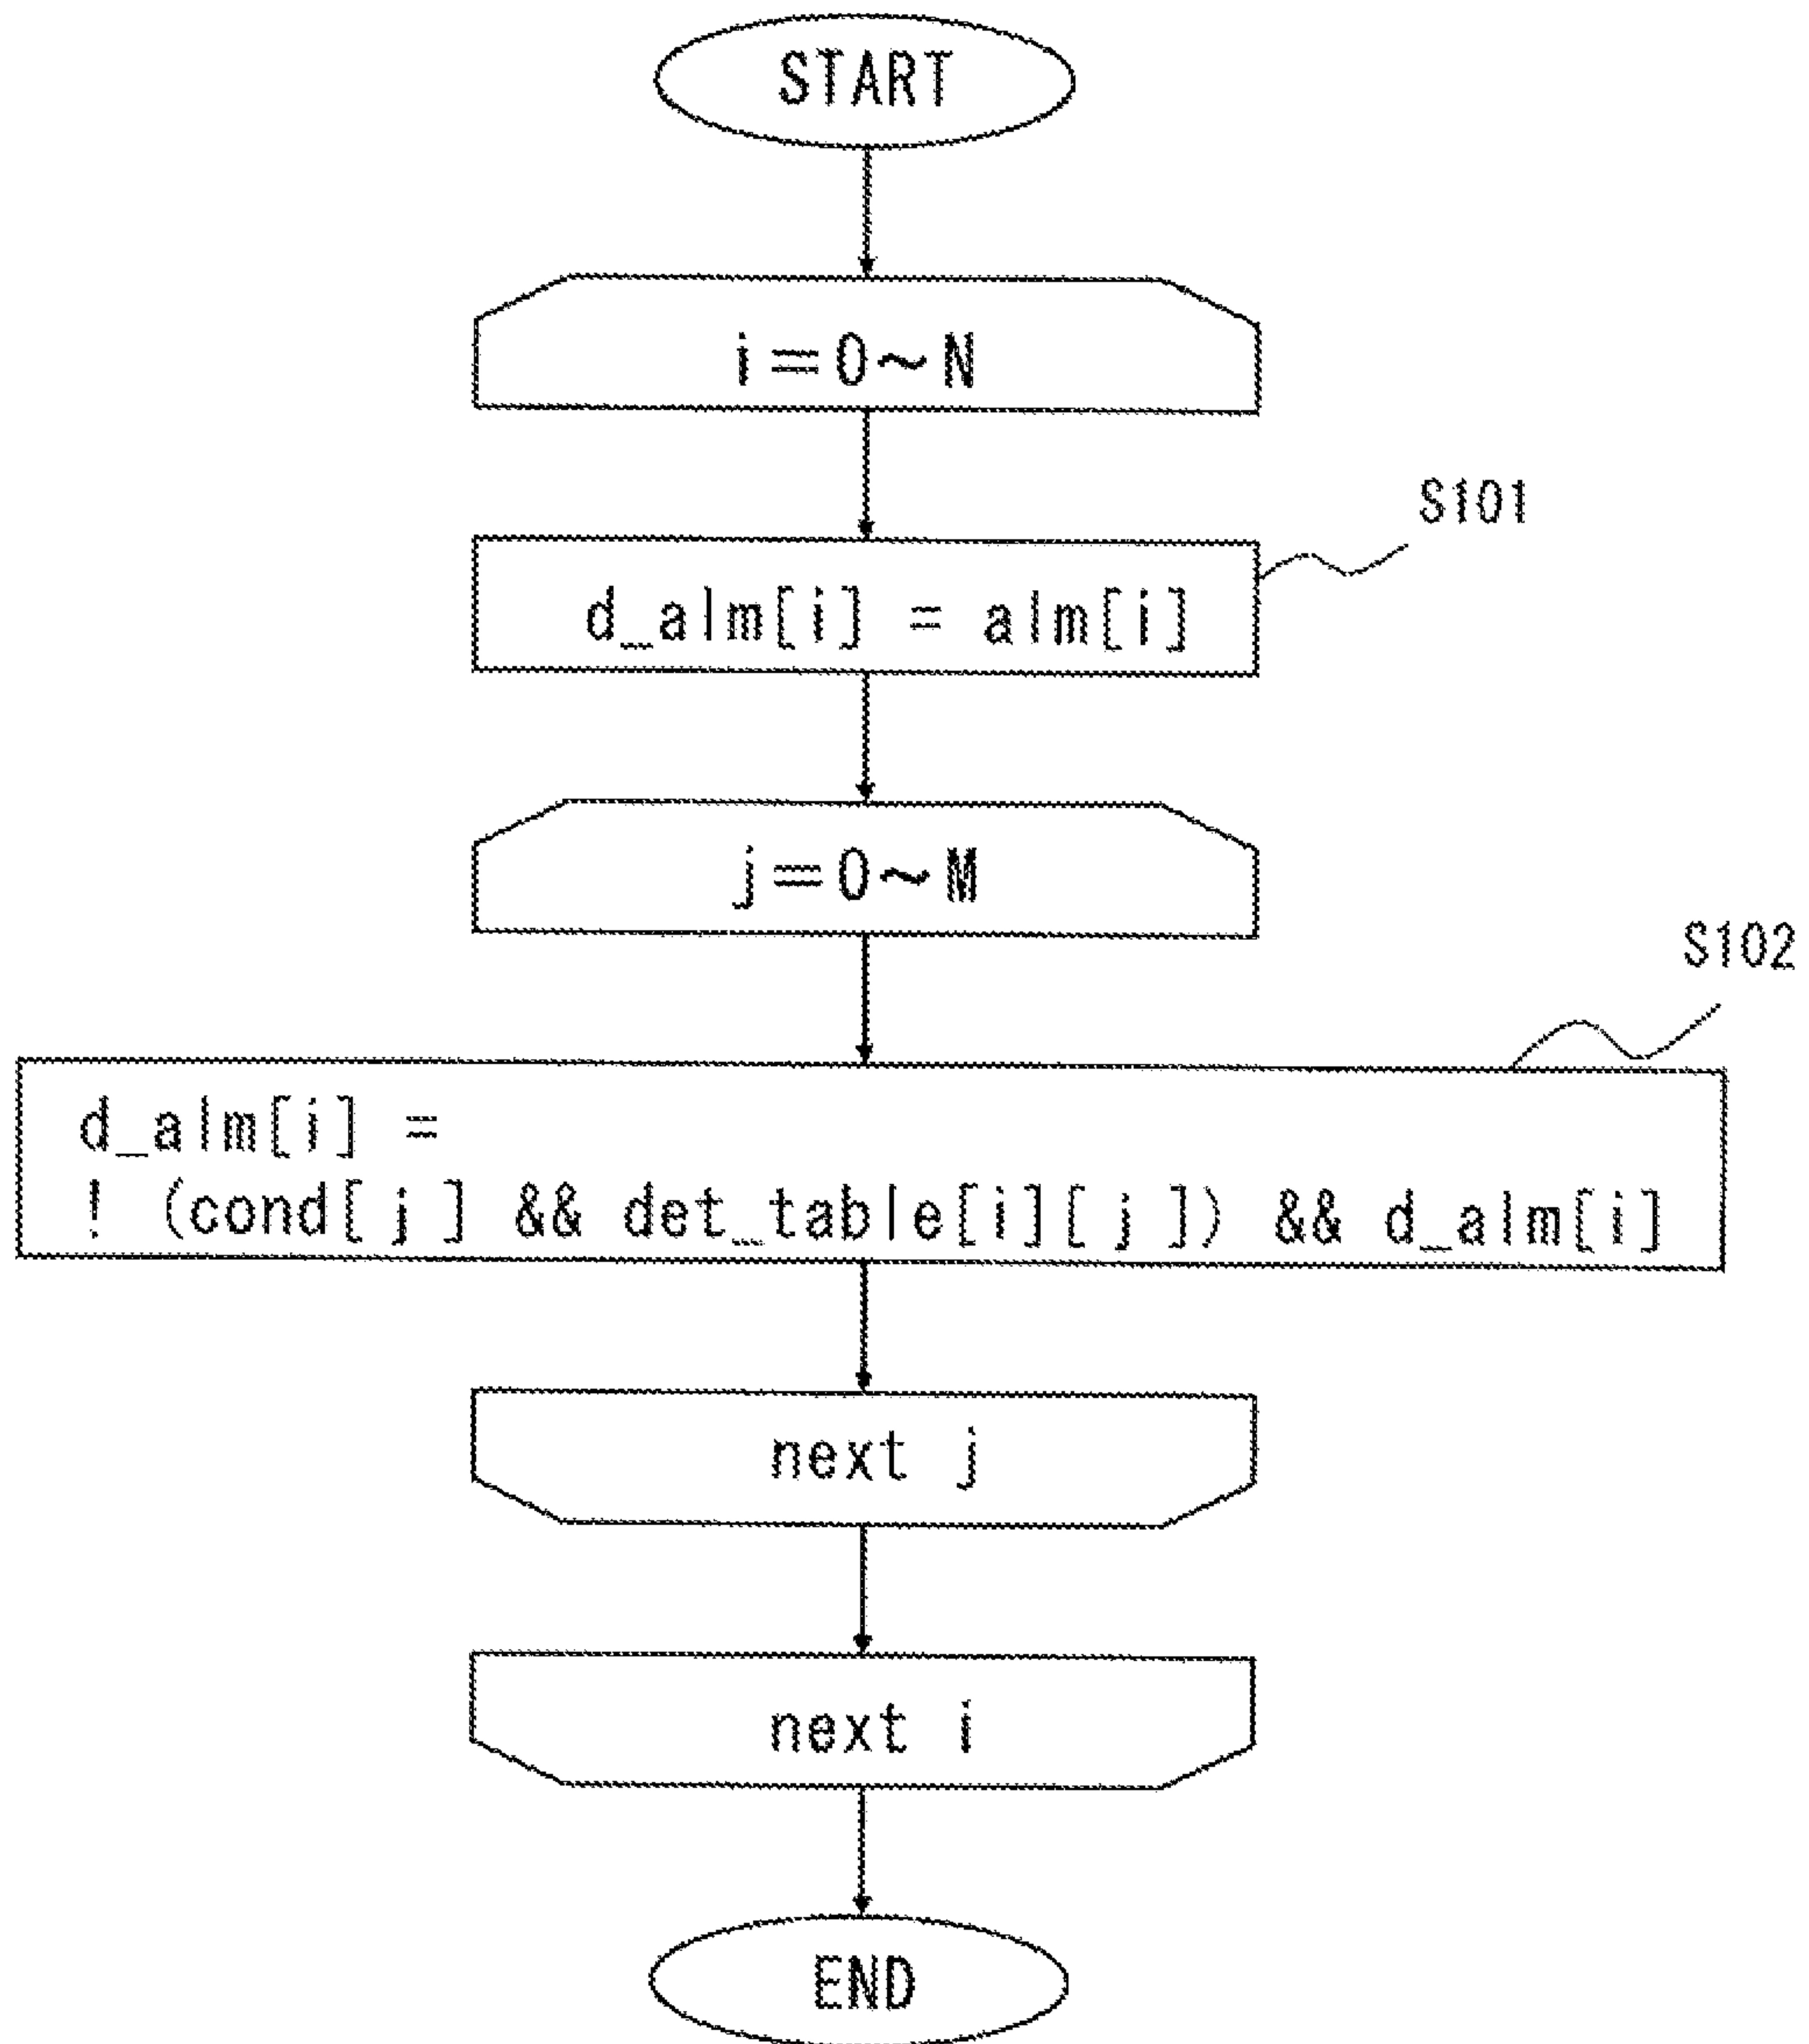 START
i=0~N
S101
d_alm[i] = alm[i]
j=0~M
S102
d_alm[i] =
! (cond[j] && det_table[i][j]) && d_alm[i]
next j
next i
END